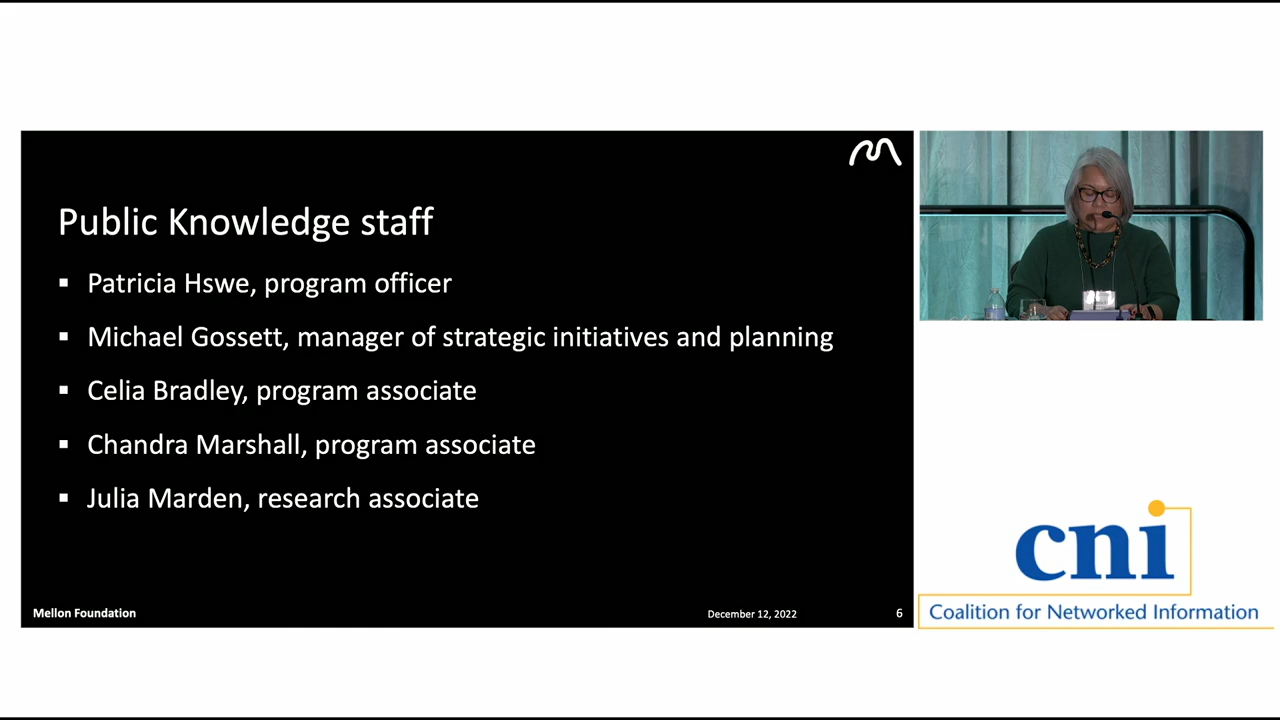 Public Knowledge staff
▪ Patricia Hswe, program officer
▪ Michael Gossett, manager of strategic initiatives and planning
▪ Celia Bradley, program associate
▪ Chandra Marshall, program associate
▪ Julia Marden, research associate
Mellon Foundation
December 12, 2022
6
cni
Coalition for Networked Information